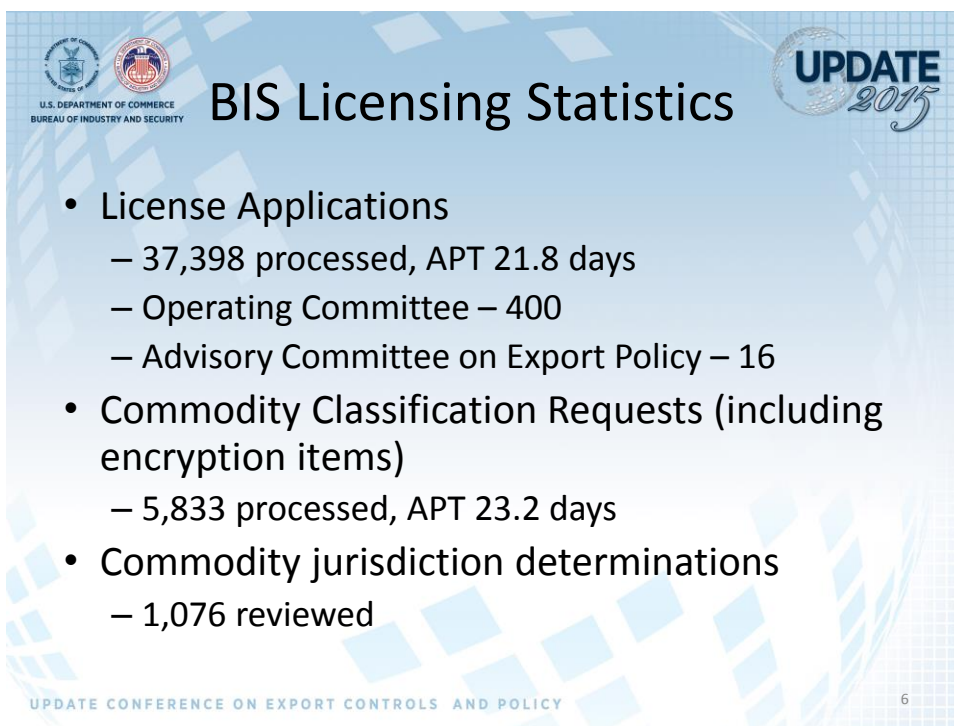 U.S. DEPARTMENT OF COMMERCE
BUREAU OF INDUSTRY AND SECURITY
BIS Licensing Statistics
UPDATE
2015
• License Applications
– 37,398 processed, APT 21.8 days
– Operating Committee – 400
– Advisory Committee on Export Policy – 16
• Commodity Classification Requests (including
encryption items)
– 5,833 processed, APT 23.2 days
• Commodity jurisdiction determinations
– 1,076 reviewed
UPDATE CONFERENCE ON EXPORT CONTROLS AND POLICY
6